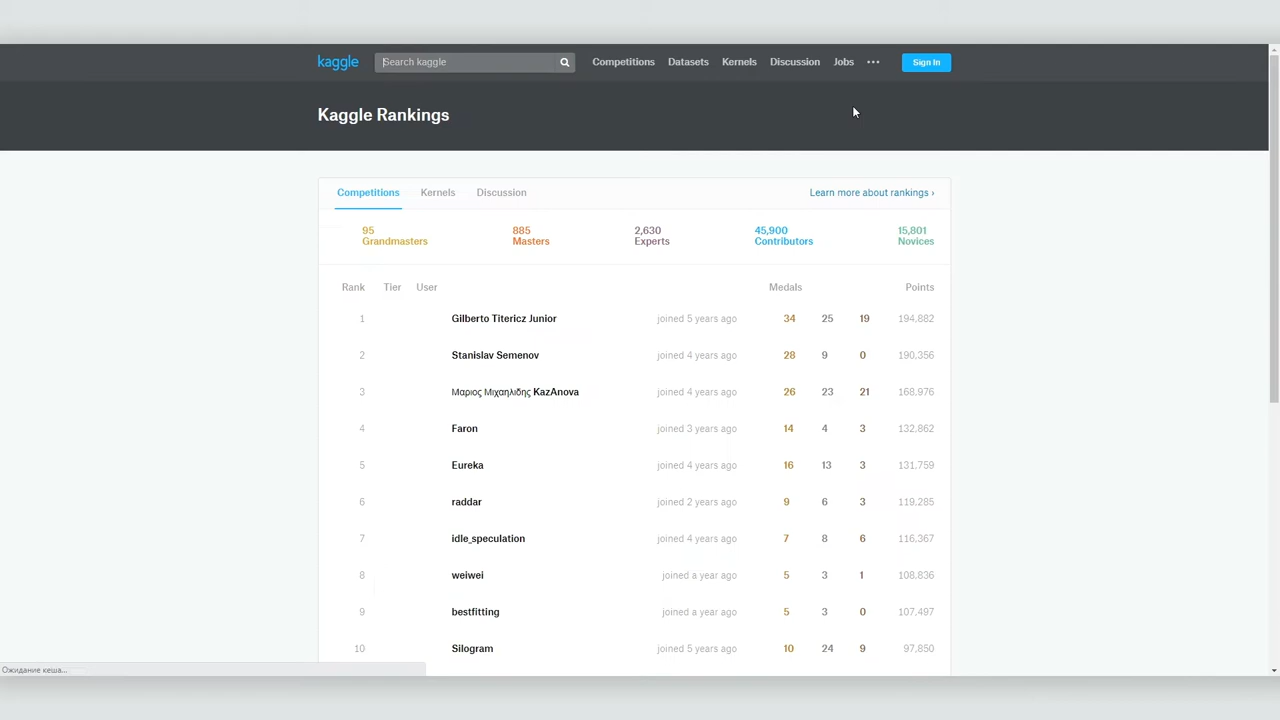 kaggle Search kaggle Competitions Datasets Kernels Discussion Jobs Sign In
Kaggle Rankings
Competitions Kernels Discussion Learn more about rankings ›
95 885 2,630 45,900 15,801
Grandmasters Masters Experts Contributors Novices
Rank Tier User Medals Points
1 Gilberto Titericz Junior joined 5 years ago 34 25 19 194,882
2 Stanislav Semenov joined 4 years ago 28 9 0 190,356
3 Μαριος Μιχαηλιδης KazAnova joined 4 years ago 26 23 21 168,976
4 Faron joined 3 years ago 14 4 3 132,862
5 Eureka joined 4 years ago 16 13 3 131,759
6 raddar joined 2 years ago 9 6 3 119,285
7 idle_speculation joined 4 years ago 7 8 6 116,367
8 weiwei joined a year ago 5 3 1 108,836
9 bestfitting joined a year ago 5 3 0 107,497
10 Silogram joined 5 years ago 10 24 9 97,850
Ожидание кеша...